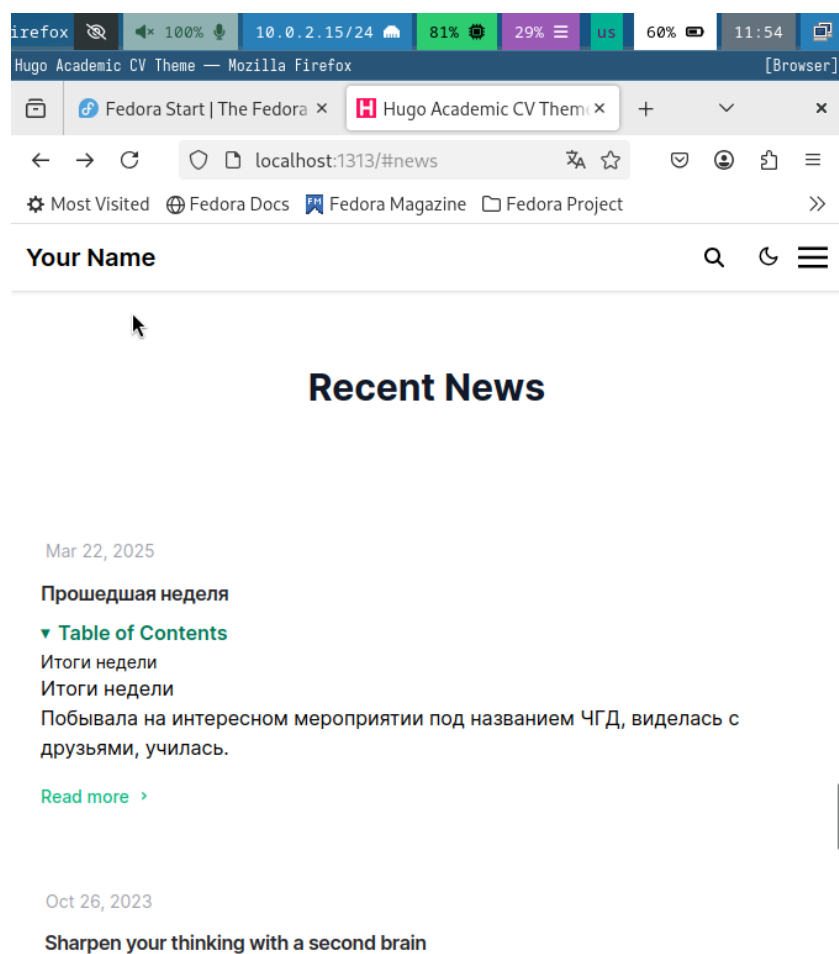 irefox 100% 10.0.2.15/24 81% 29% us 60% 11:54
Hugo Academic CV Theme — Mozilla Firefox [Browser]
Fedora Start | The Fedora × Hugo Academic CV Them ×
localhost:1313/#news
Most Visited Fedora Docs Fedora Magazine Fedora Project
Your Name
Recent News
Mar 22, 2025
Прошедшая неделя
▾ Table of Contents
Итоги недели
Итоги недели
Побывала на интересном мероприятии под названием ЧГД, виделась с
друзьями, училась.
Read more ›
Oct 26, 2023
Sharpen your thinking with a second brain